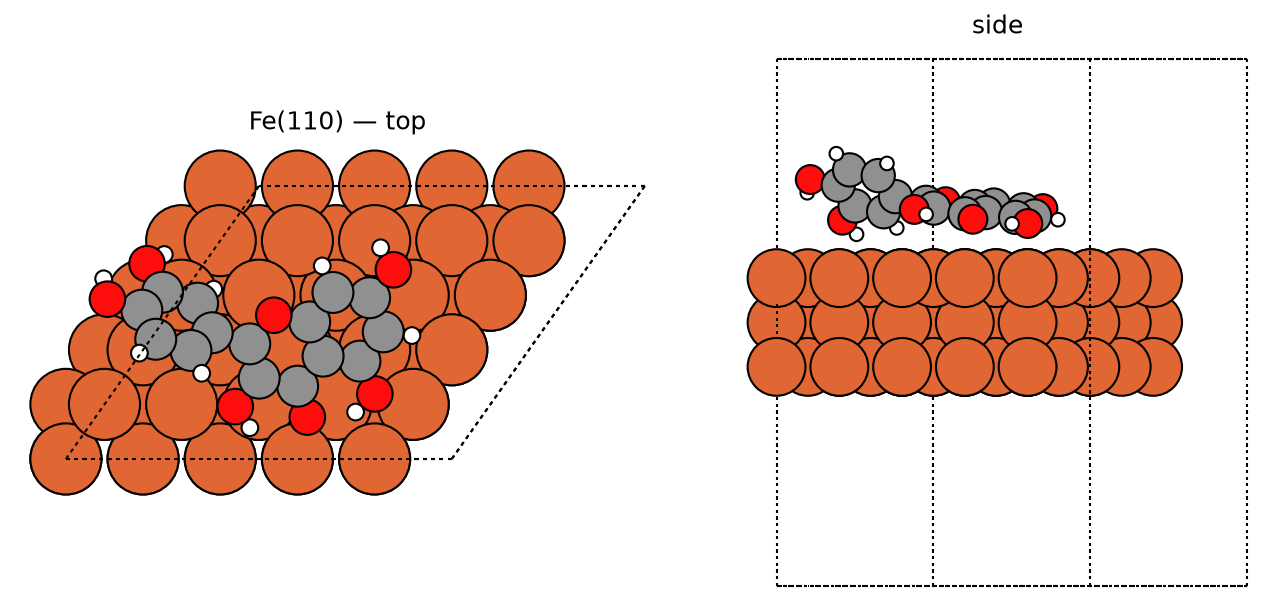 side
Fe(110) — top